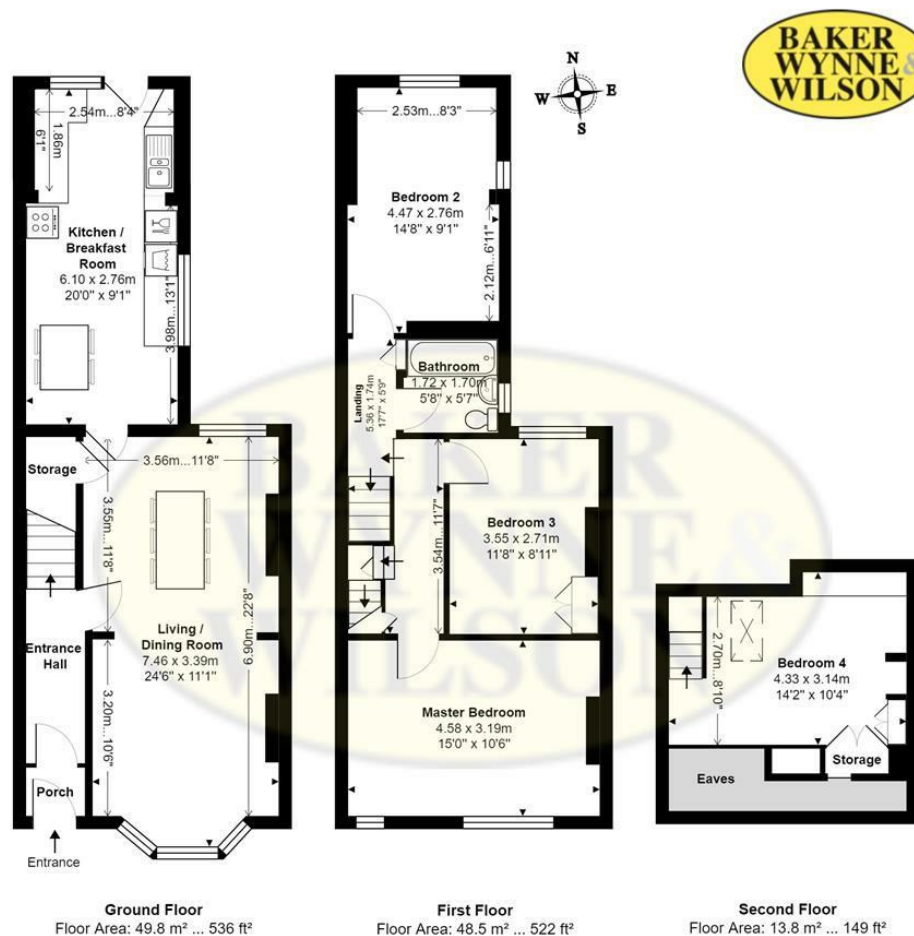 BAKER
WYNNE &
WILSON
N
W E
S
2.54m...8'4"
1.86m
6'1"
Kitchen /
Breakfast
Room
6.10 x 2.76m
20'0" x 9'1"
3.98m...13'1"
Storage
3.56m...11'8"
3.55m...11'8"
Living /
Dining Room
7.46 x 3.39m
24'6" x 11'1"
6.90m...22'8"
Entrance
Hall
3.20m...10'6"
Porch
Entrance
2.53m...8'3"
Bedroom 2
4.47 x 2.76m
14'8" x 9'1"
2.12m...6'11"
Bathroom
1.72 x 1.70m
5'8" x 5'7"
Landing
5.36 x 1.74m
17'7" x 5'9"
3.54m...11'7"
Bedroom 3
3.55 x 2.71m
11'8" x 8'11"
Master Bedroom
4.58 x 3.19m
15'0" x 10'6"
2.70m...8'10"
Bedroom 4
4.33 x 3.14m
14'2" x 10'4"
Storage
Eaves
BAKER
WYNNE &
WILSON
Ground Floor
Floor Area: 49.8 m² ... 536 ft²
First Floor
Floor Area: 48.5 m² ... 522 ft²
Second Floor
Floor Area: 13.8 m² ... 149 ft²